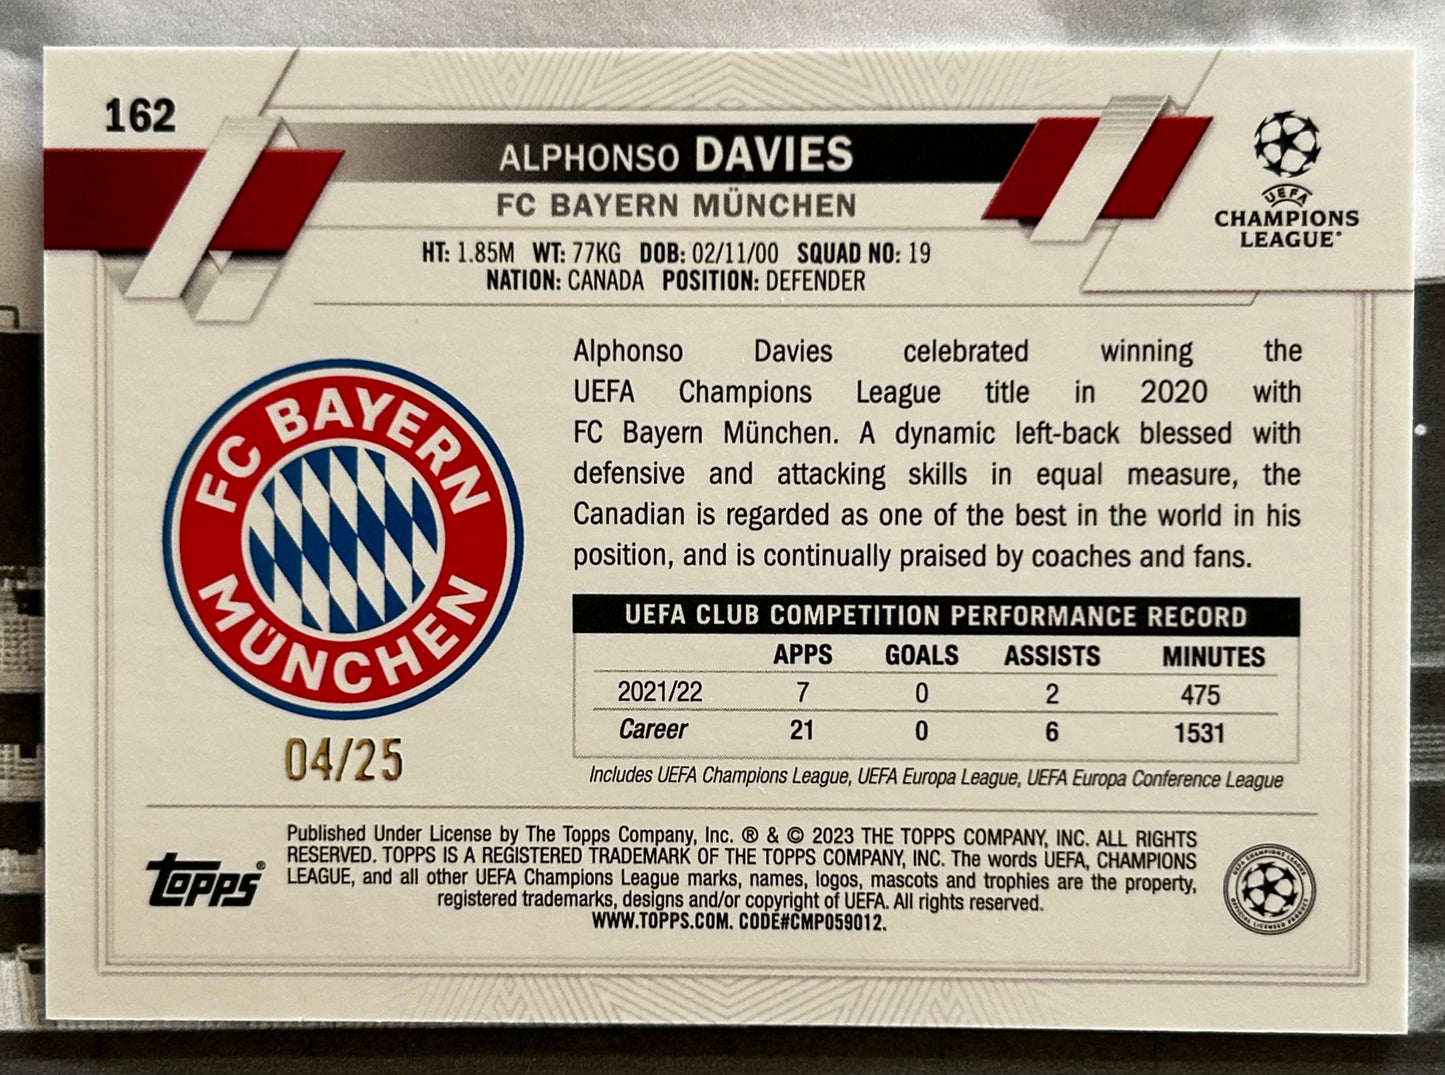 162
ALPHONSO DAVIES
FC BAYERN MÜNCHEN
HT: 1.85M WT: 77KG DOB: 02/11/00 SQUAD NO: 19
NATION: CANADA POSITION: DEFENDER
UEFA
CHAMPIONS
LEAGUE®
Alphonso Davies celebrated winning the
UEFA Champions League title in 2020 with
FC Bayern München. A dynamic left-back blessed with
defensive and attacking skills in equal measure, the
Canadian is regarded as one of the best in the world in his
position, and is continually praised by coaches and fans.
FC BAYERN
MÜNCHEN
04/25
UEFA CLUB COMPETITION PERFORMANCE RECORD
APPS GOALS ASSISTS MINUTES
2021/22 7 0 2 475
Career 21 0 6 1531
Includes UEFA Champions League, UEFA Europa League, UEFA Europa Conference League
Topps®
Published Under License by The Topps Company, Inc. ® & © 2023 THE TOPPS COMPANY, INC. ALL RIGHTS
RESERVED. TOPPS IS A REGISTERED TRADEMARK OF THE TOPPS COMPANY, INC. The words UEFA, CHAMPIONS
LEAGUE, and all other UEFA Champions League marks, names, logos, mascots and trophies are the property,
registered trademarks, designs and/or copyright of UEFA. All rights reserved.
WWW.TOPPS.COM. CODE#CMP059012.
UEFA CHAMPIONS LEAGUE
OFFICIAL LICENSED PRODUCT